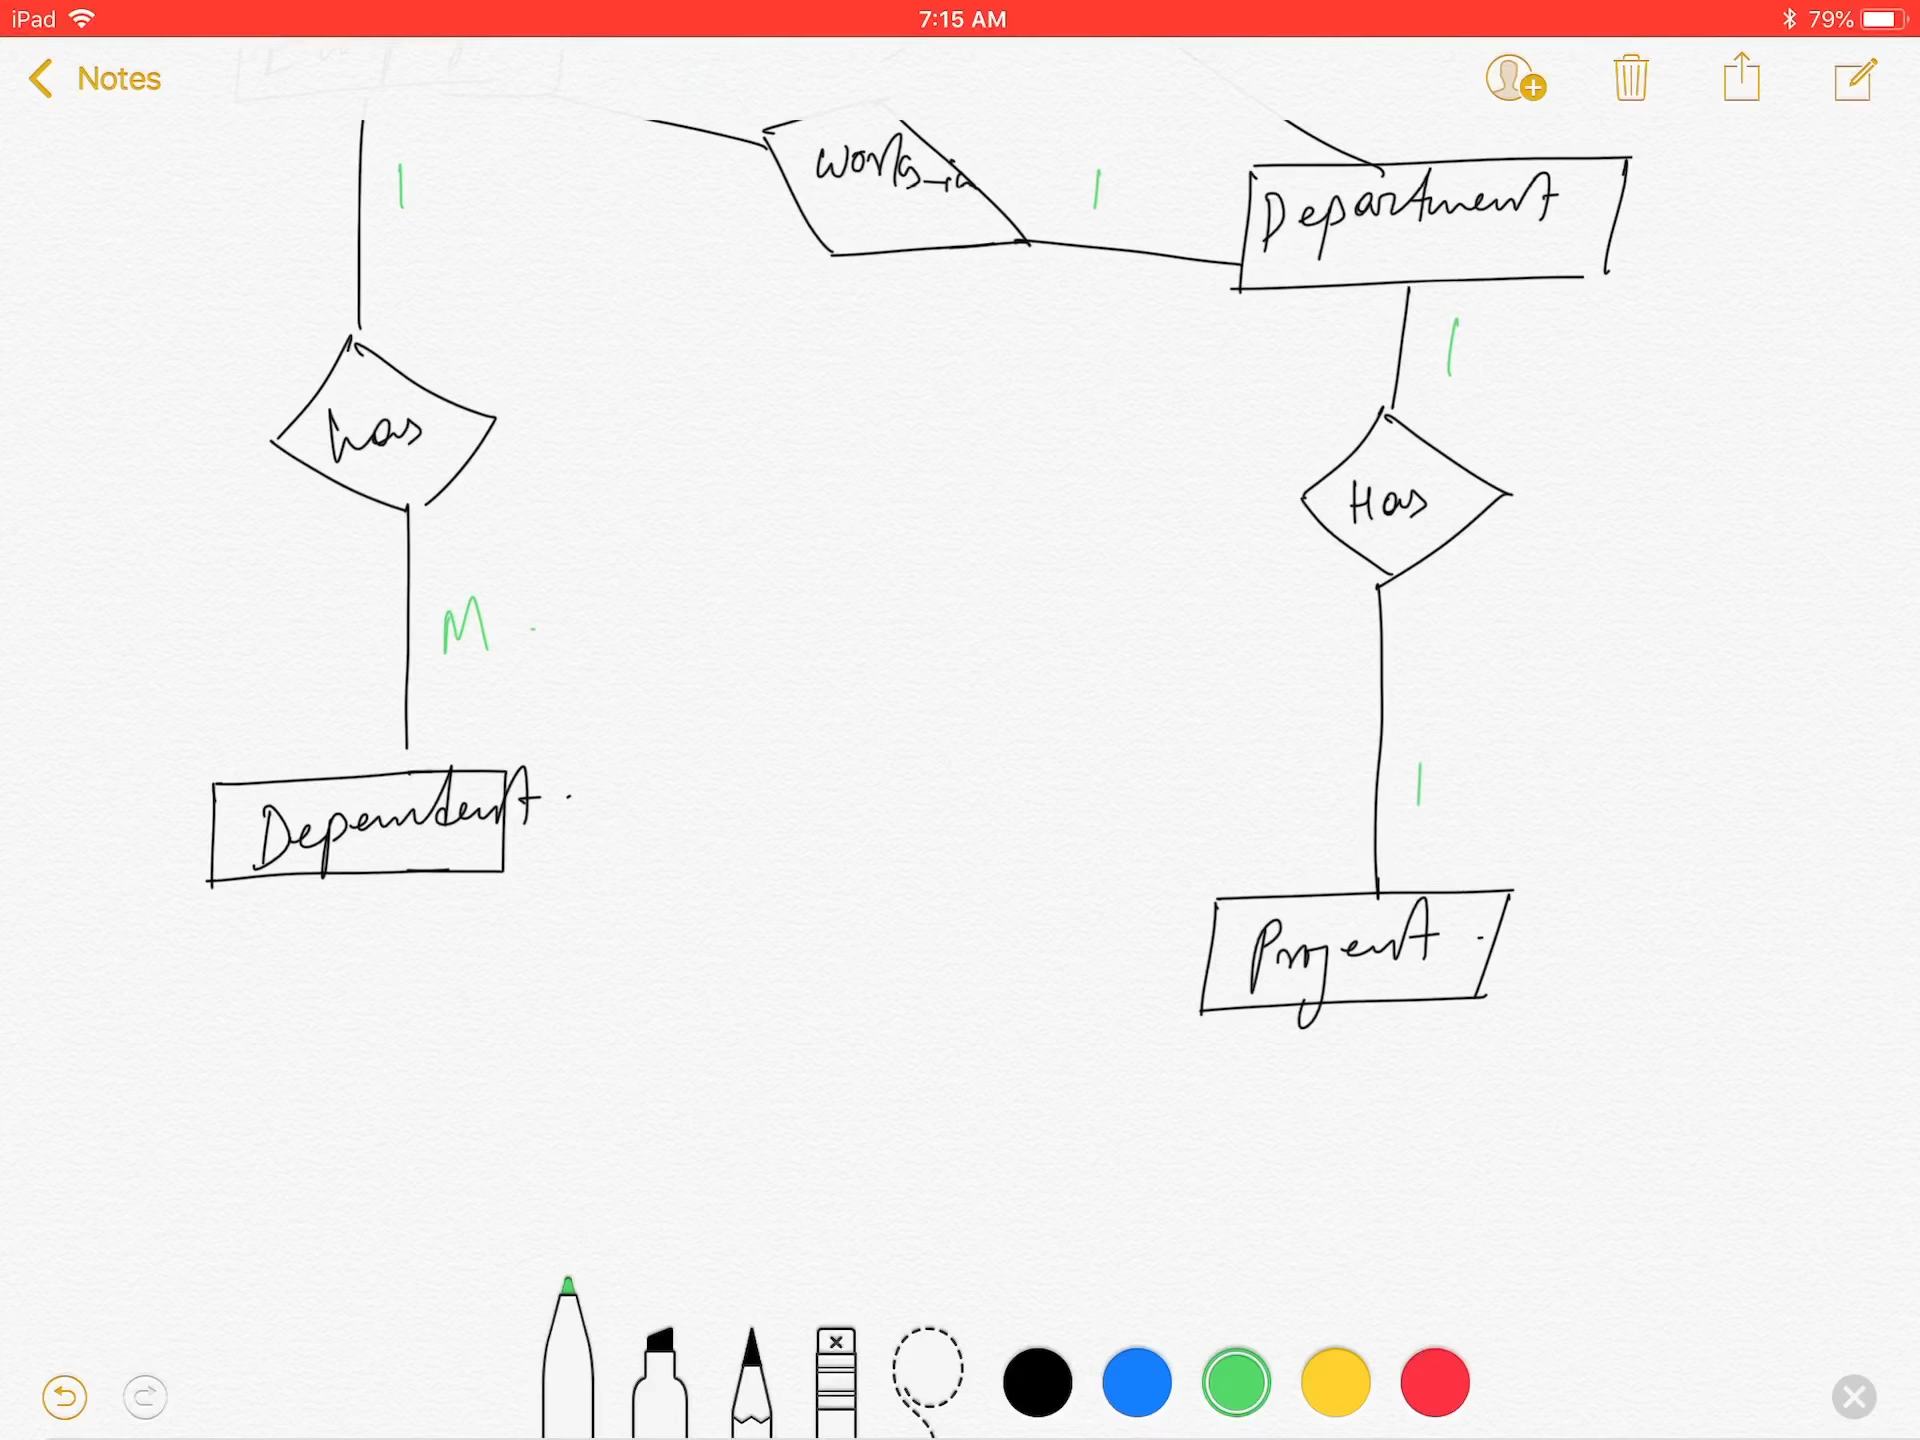 iPad
7:15 AM
79%
Notes
works_in
1
1
Department
1
has
Has
M
1
Dependent.
Project.